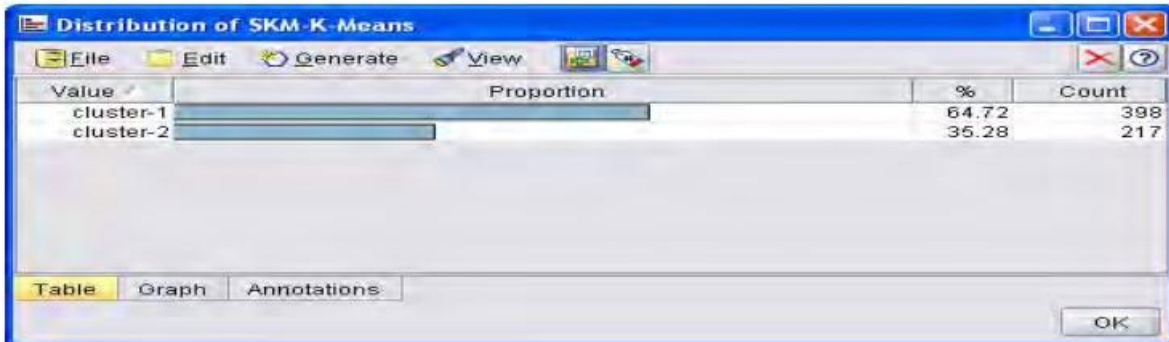 Distribution of SKM-K-Means
File Edit Generate View
Value Proportion % Count
cluster-1 64.72 398
cluster-2 35.28 217
Table Graph Annotations
OK